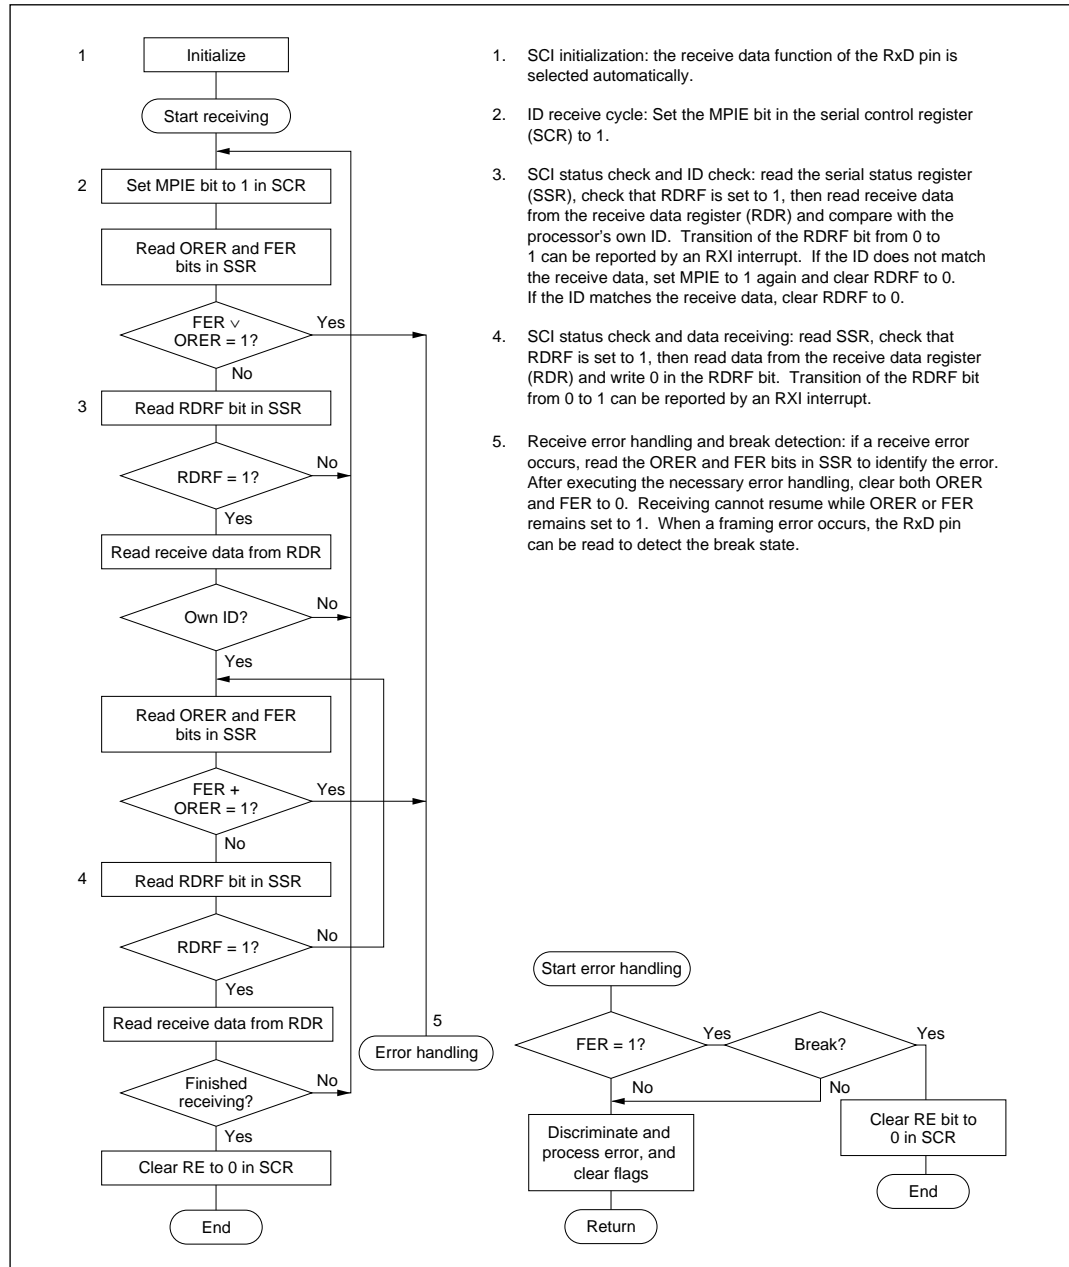 1
Initialize
Start receiving
2
Set MPIE bit to 1 in SCR
Read ORER and FER
bits in SSR
FER ∨
ORER = 1?
Yes
No
3
Read RDRF bit in SSR
RDRF = 1?
No
Yes
Read receive data from RDR
Own ID?
No
Yes
Read ORER and FER
bits in SSR
FER +
ORER = 1?
Yes
No
4
Read RDRF bit in SSR
RDRF = 1?
No
Yes
Read receive data from RDR
Finished
receiving?
No
Yes
Clear RE to 0 in SCR
End
5
Error handling
1. SCI initialization: the receive data function of the RxD pin is
selected automatically.
2. ID receive cycle: Set the MPIE bit in the serial control register
(SCR) to 1.
3. SCI status check and ID check: read the serial status register
(SSR), check that RDRF is set to 1, then read receive data
from the receive data register (RDR) and compare with the
processor's own ID. Transition of the RDRF bit from 0 to
1 can be reported by an RXI interrupt. If the ID does not match
the receive data, set MPIE to 1 again and clear RDRF to 0.
If the ID matches the receive data, clear RDRF to 0.
4. SCI status check and data receiving: read SSR, check that
RDRF is set to 1, then read data from the receive data register
(RDR) and write 0 in the RDRF bit. Transition of the RDRF bit
from 0 to 1 can be reported by an RXI interrupt.
5. Receive error handling and break detection: if a receive error
occurs, read the ORER and FER bits in SSR to identify the error.
After executing the necessary error handling, clear both ORER
and FER to 0. Receiving cannot resume while ORER or FER
remains set to 1. When a framing error occurs, the RxD pin
can be read to detect the break state.
Start error handling
FER = 1?
Yes
Break?
Yes
No
No
Discriminate and
process error, and
clear flags
Return
Clear RE bit to
0 in SCR
End